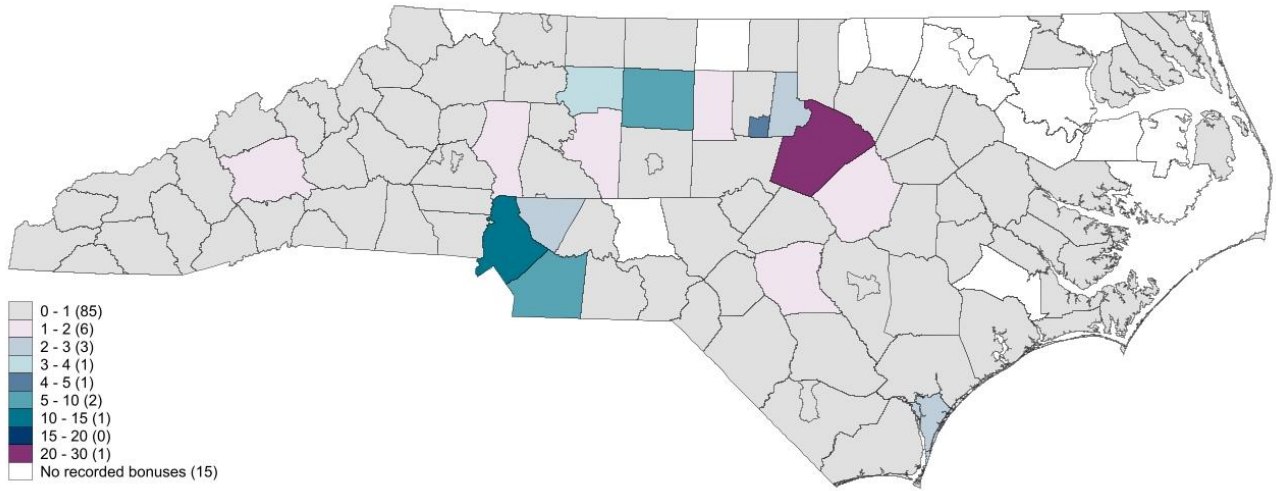 0 - 1 (85)
1 - 2 (6)
2 - 3 (3)
3 - 4 (1)
4 - 5 (1)
5 - 10 (2)
10 - 15 (1)
15 - 20 (0)
20 - 30 (1)
No recorded bonuses (15)